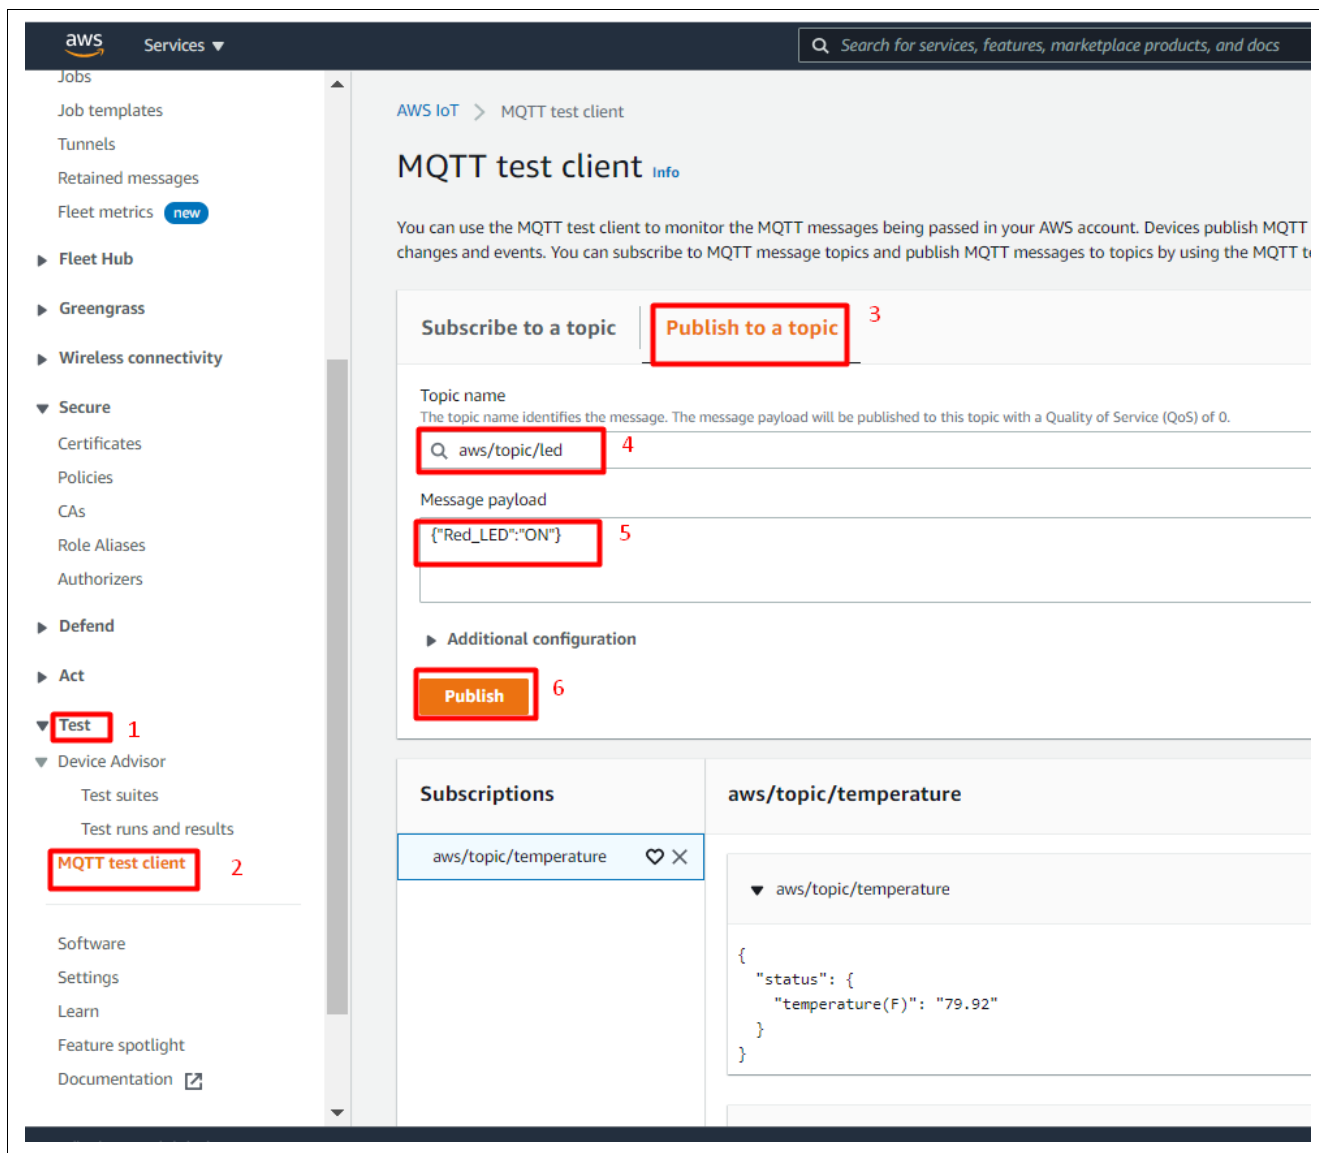 aws Services ▼ Search for services, features, marketplace products, and docs
Jobs
Job templates
Tunnels
Retained messages
Fleet metrics new
Fleet Hub
Greengrass
Wireless connectivity
Secure
Certificates
Policies
CAs
Role Aliases
Authorizers
Defend
Act
Test 1
Device Advisor
Test suites
Test runs and results
MQTT test client 2
Software
Settings
Learn
Feature spotlight
Documentation
AWS IoT > MQTT test client
MQTT test client Info
You can use the MQTT test client to monitor the MQTT messages being passed in your AWS account. Devices publish MQTT
changes and events. You can subscribe to MQTT message topics and publish MQTT messages to topics by using the MQTT
Subscribe to a topic Publish to a topic 3
Topic name
The topic name identifies the message. The message payload will be published to this topic with a Quality of Service (QoS) of 0.
aws/topic/led 4
Message payload
{"Red_LED":"ON"} 5
Additional configuration
Publish 6
Subscriptions
aws/topic/temperature
aws/topic/temperature
aws/topic/temperature
{
"status": {
"temperature(F)": "79.92"
}
}